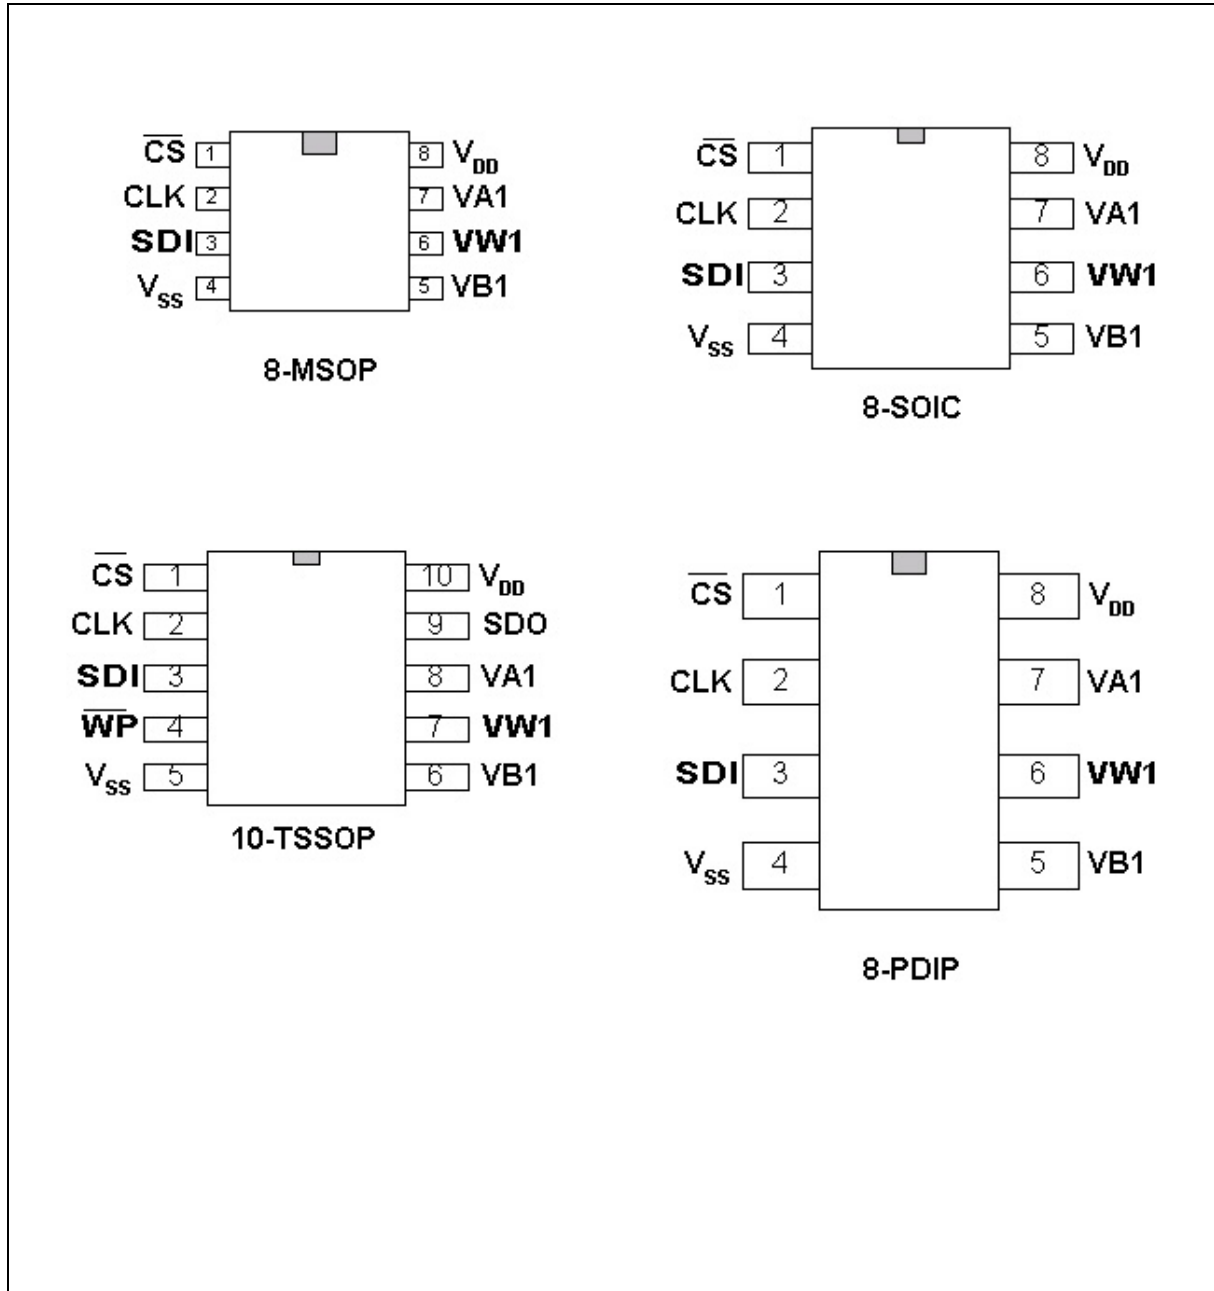 CS 1 8 VDD
CLK 2 7 VA1
SDI 3 6 VW1
VSS 4 5 VB1
8-MSOP
CS 1 8 VDD
CLK 2 7 VA1
SDI 3 6 VW1
VSS 4 5 VB1
8-SOIC
CS 1 10 VDD
CLK 2 9 SDO
SDI 3 8 VA1
WP 4 7 VW1
VSS 5 6 VB1
10-TSSOP
CS 1 8 VDD
CLK 2 7 VA1
SDI 3 6 VW1
VSS 4 5 VB1
8-PDIP